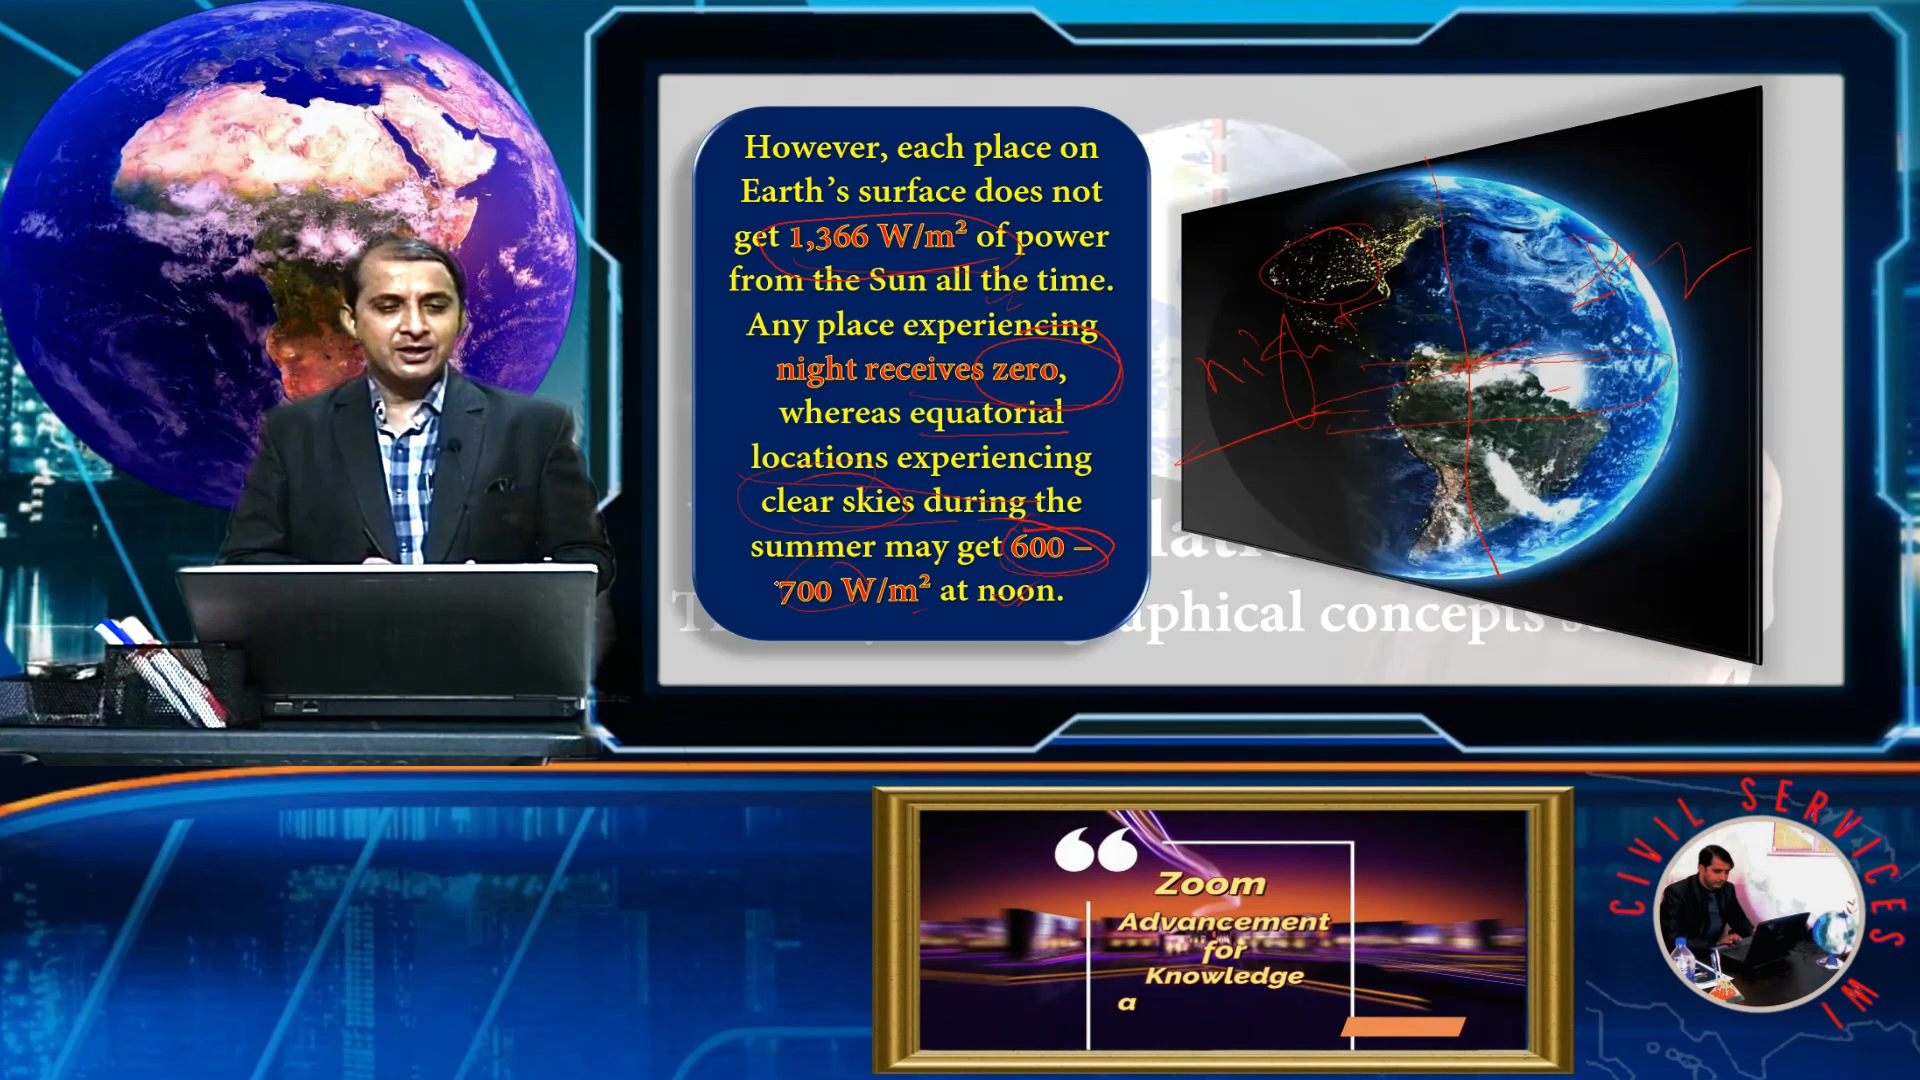 However, each place on
Earth's surface does not
get 1,366 W/m² of power
from the Sun all the time.
Any place experiencing
night receives zero,
whereas equatorial
locations experiencing
clear skies during the
summer may get 600 –
700 W/m² at noon.
night
aphical concepts
“
Zoom
Advancement
for
Knowledge
a
CIVIL SERVICES WI